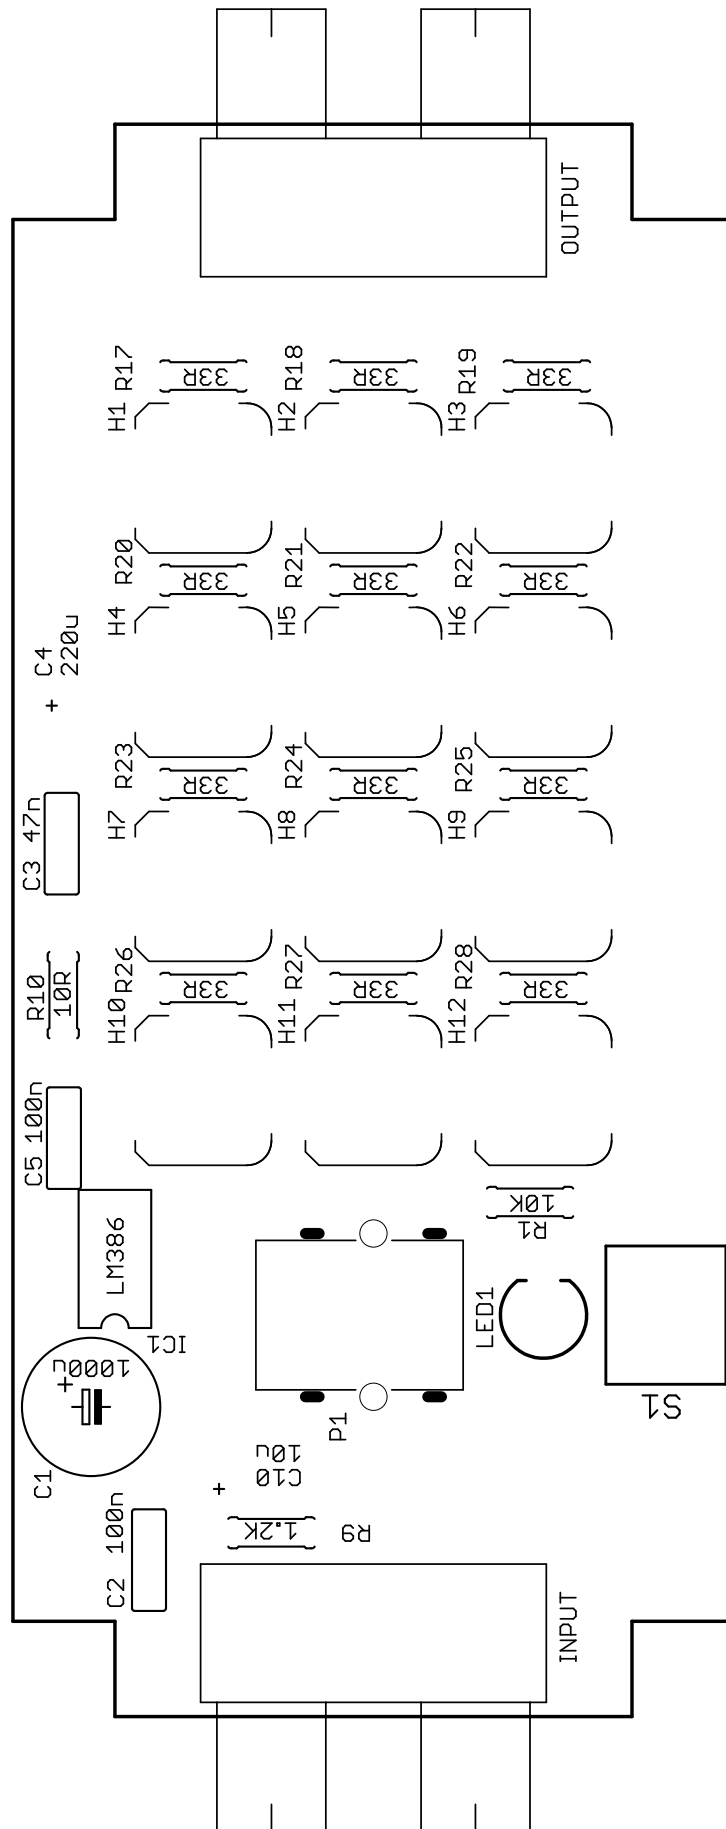 OUTPUT
R17
33R
R18
33R
R19
33R
H1
H2
H3
R20
33R
R21
33R
R22
33R
H4
H5
H6
C4
220u
+
R23
33R
R24
33R
R25
33R
H7
H8
H9
C3 47n
R26
33R
R27
33R
R28
33R
R10
10R
H10
H11
H12
C5 100n
10K
R1
LM386
IC1
LED1
1000u
+
C1
S1
P1
C10
10u
+
C2 100n
1.2K
R9
INPUT